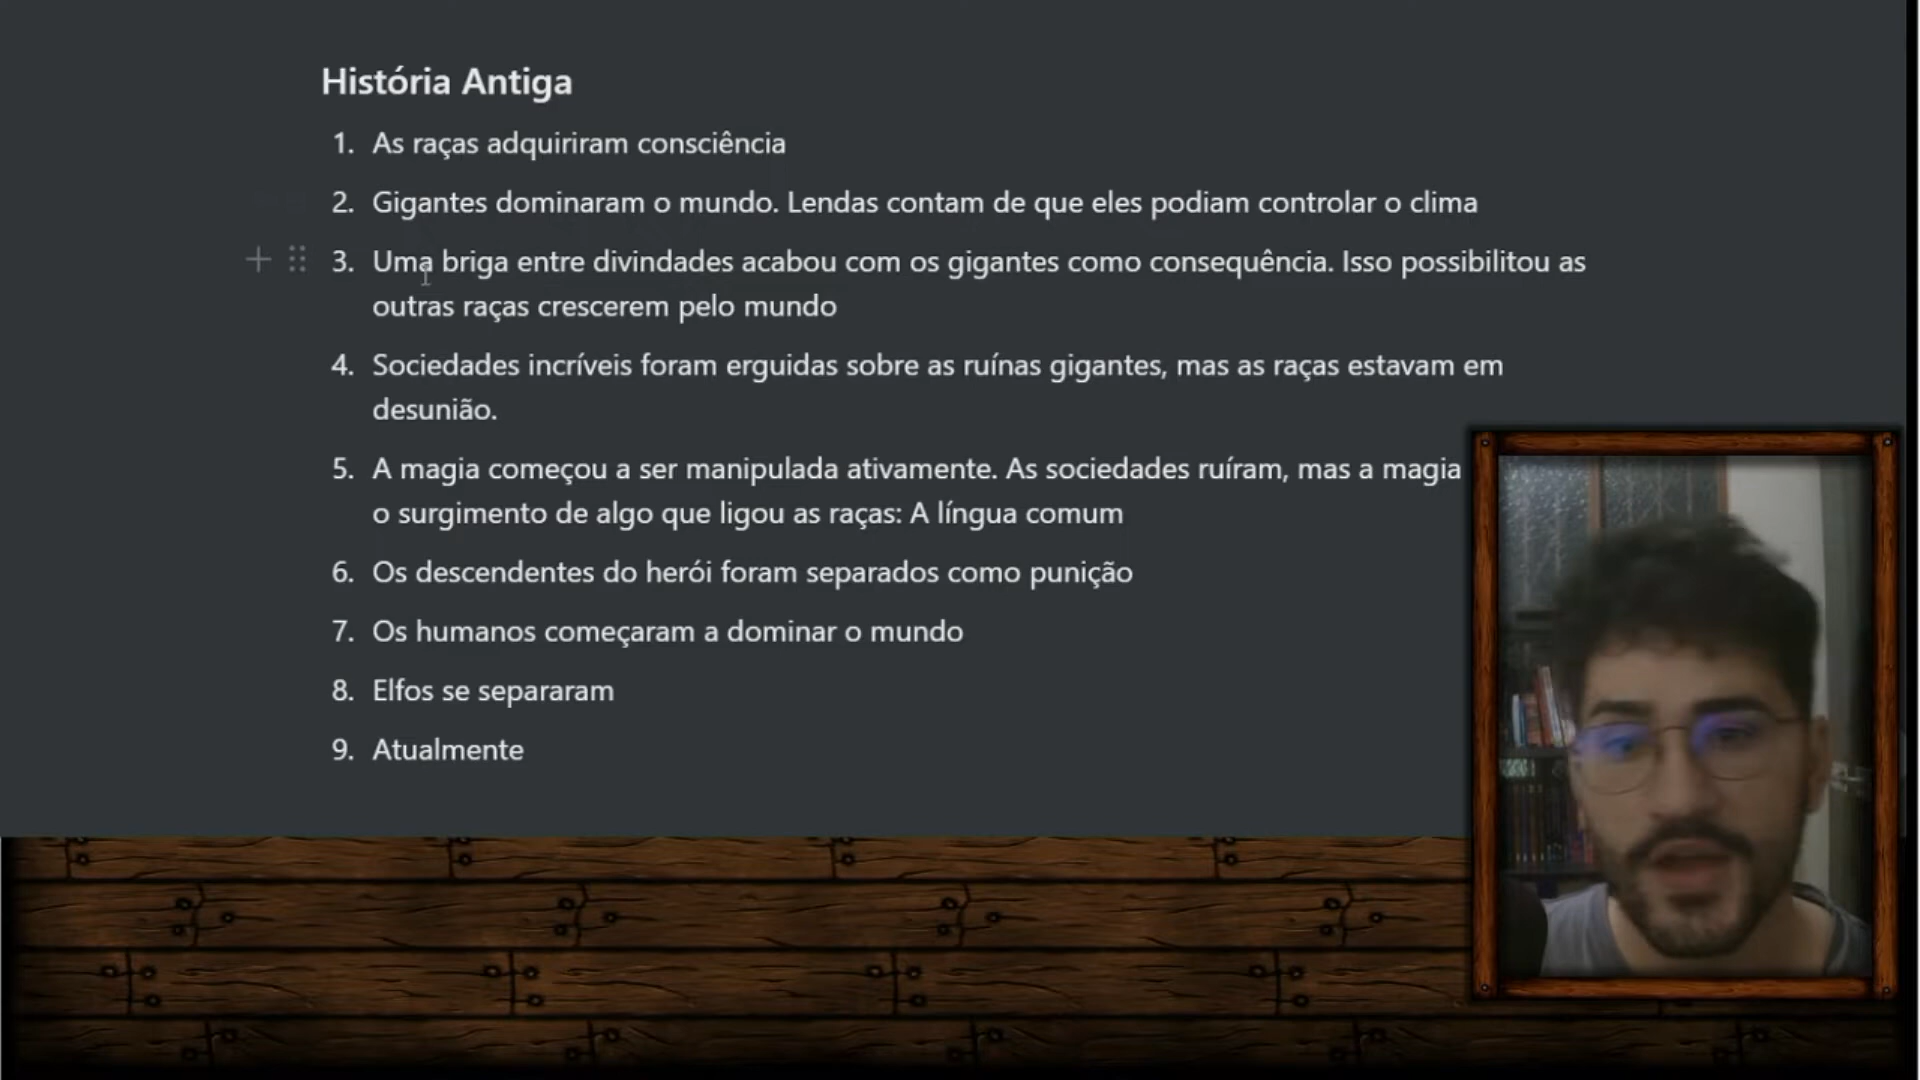 História Antiga
1. As raças adquiriram consciência
2. Gigantes dominaram o mundo. Lendas contam de que eles podiam controlar o clima
3. Uma briga entre divindades acabou com os gigantes como consequência. Isso possibilitou as
outras raças crescerem pelo mundo
4. Sociedades incríveis foram erguidas sobre as ruínas gigantes, mas as raças estavam em
desunião.
5. A magia começou a ser manipulada ativamente. As sociedades ruíram, mas a magia
o surgimento de algo que ligou as raças: A língua comum
6. Os descendentes do herói foram separados como punição
7. Os humanos começaram a dominar o mundo
8. Elfos se separaram
9. Atualmente